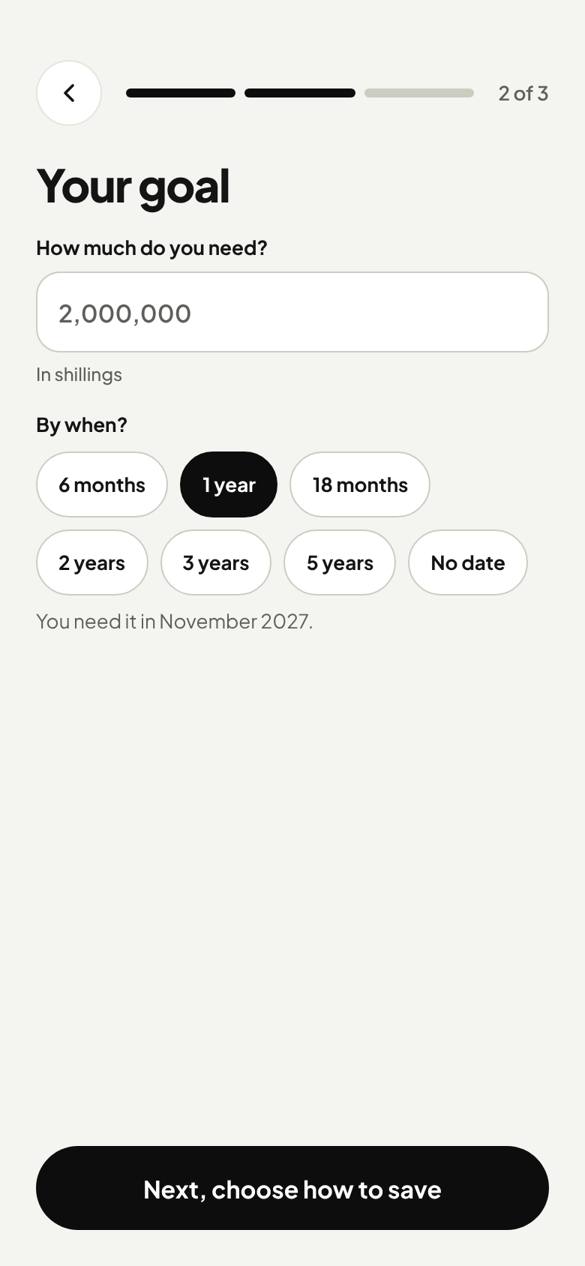 2 of 3
Your goal
How much do you need?
2,000,000
In shillings
By when?
6 months 1 year 18 months
2 years 3 years 5 years No date
You need it in November 2027.
Next, choose how to save